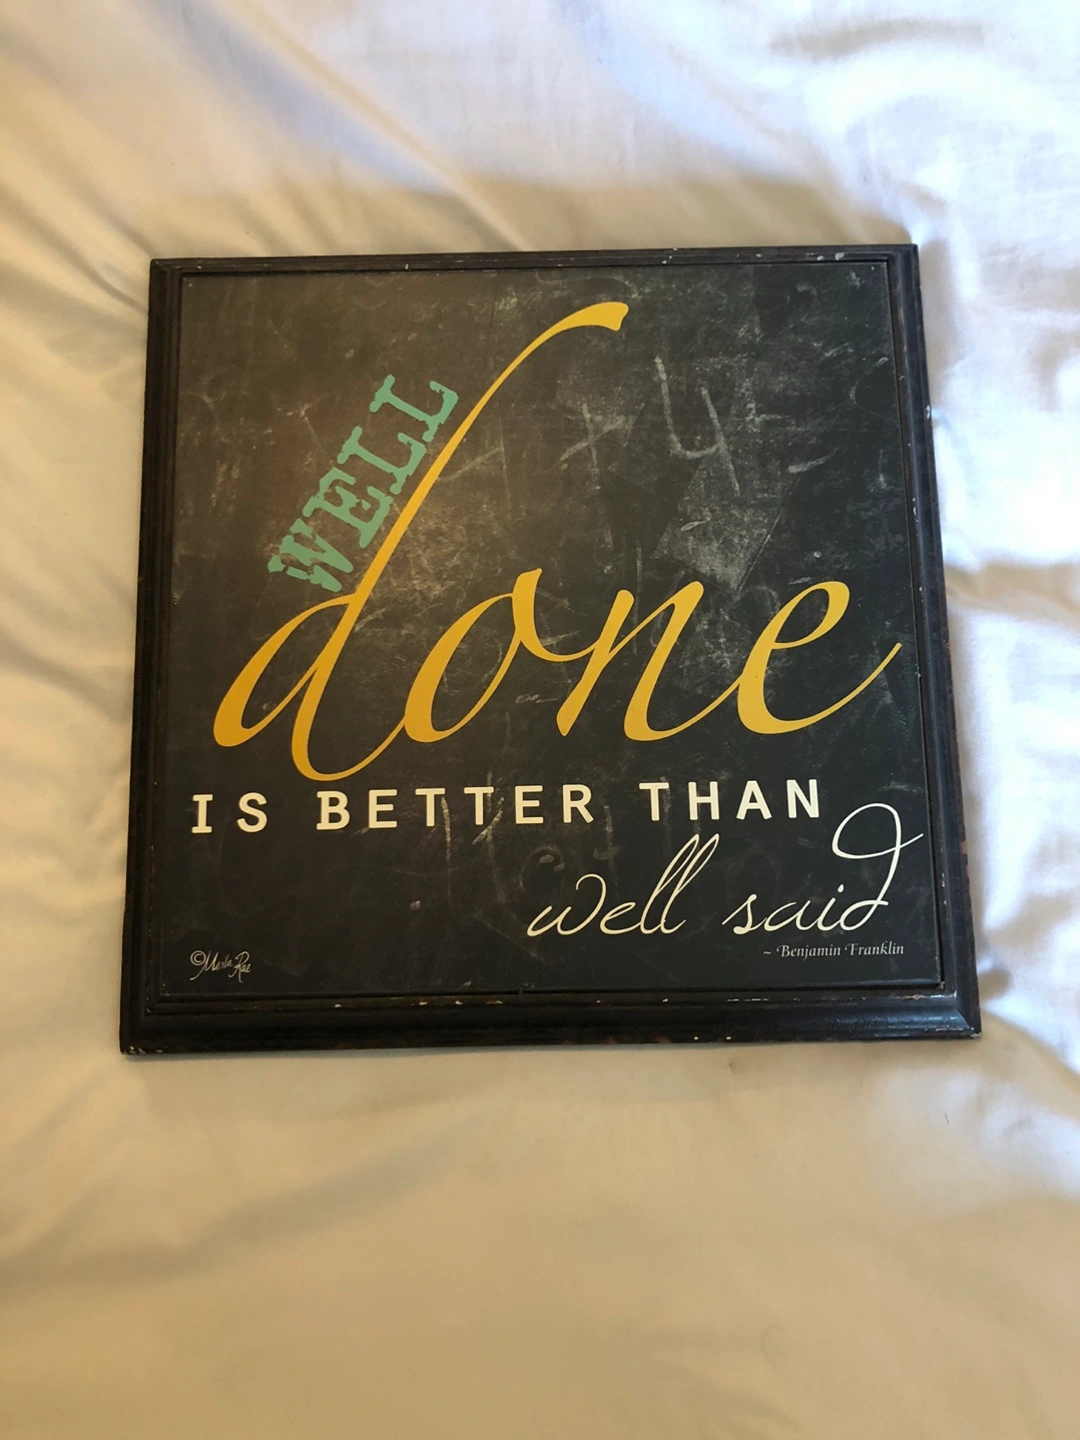 WELL
done
IS BETTER THAN
well said
~ Benjamin Franklin
©Marla Rae